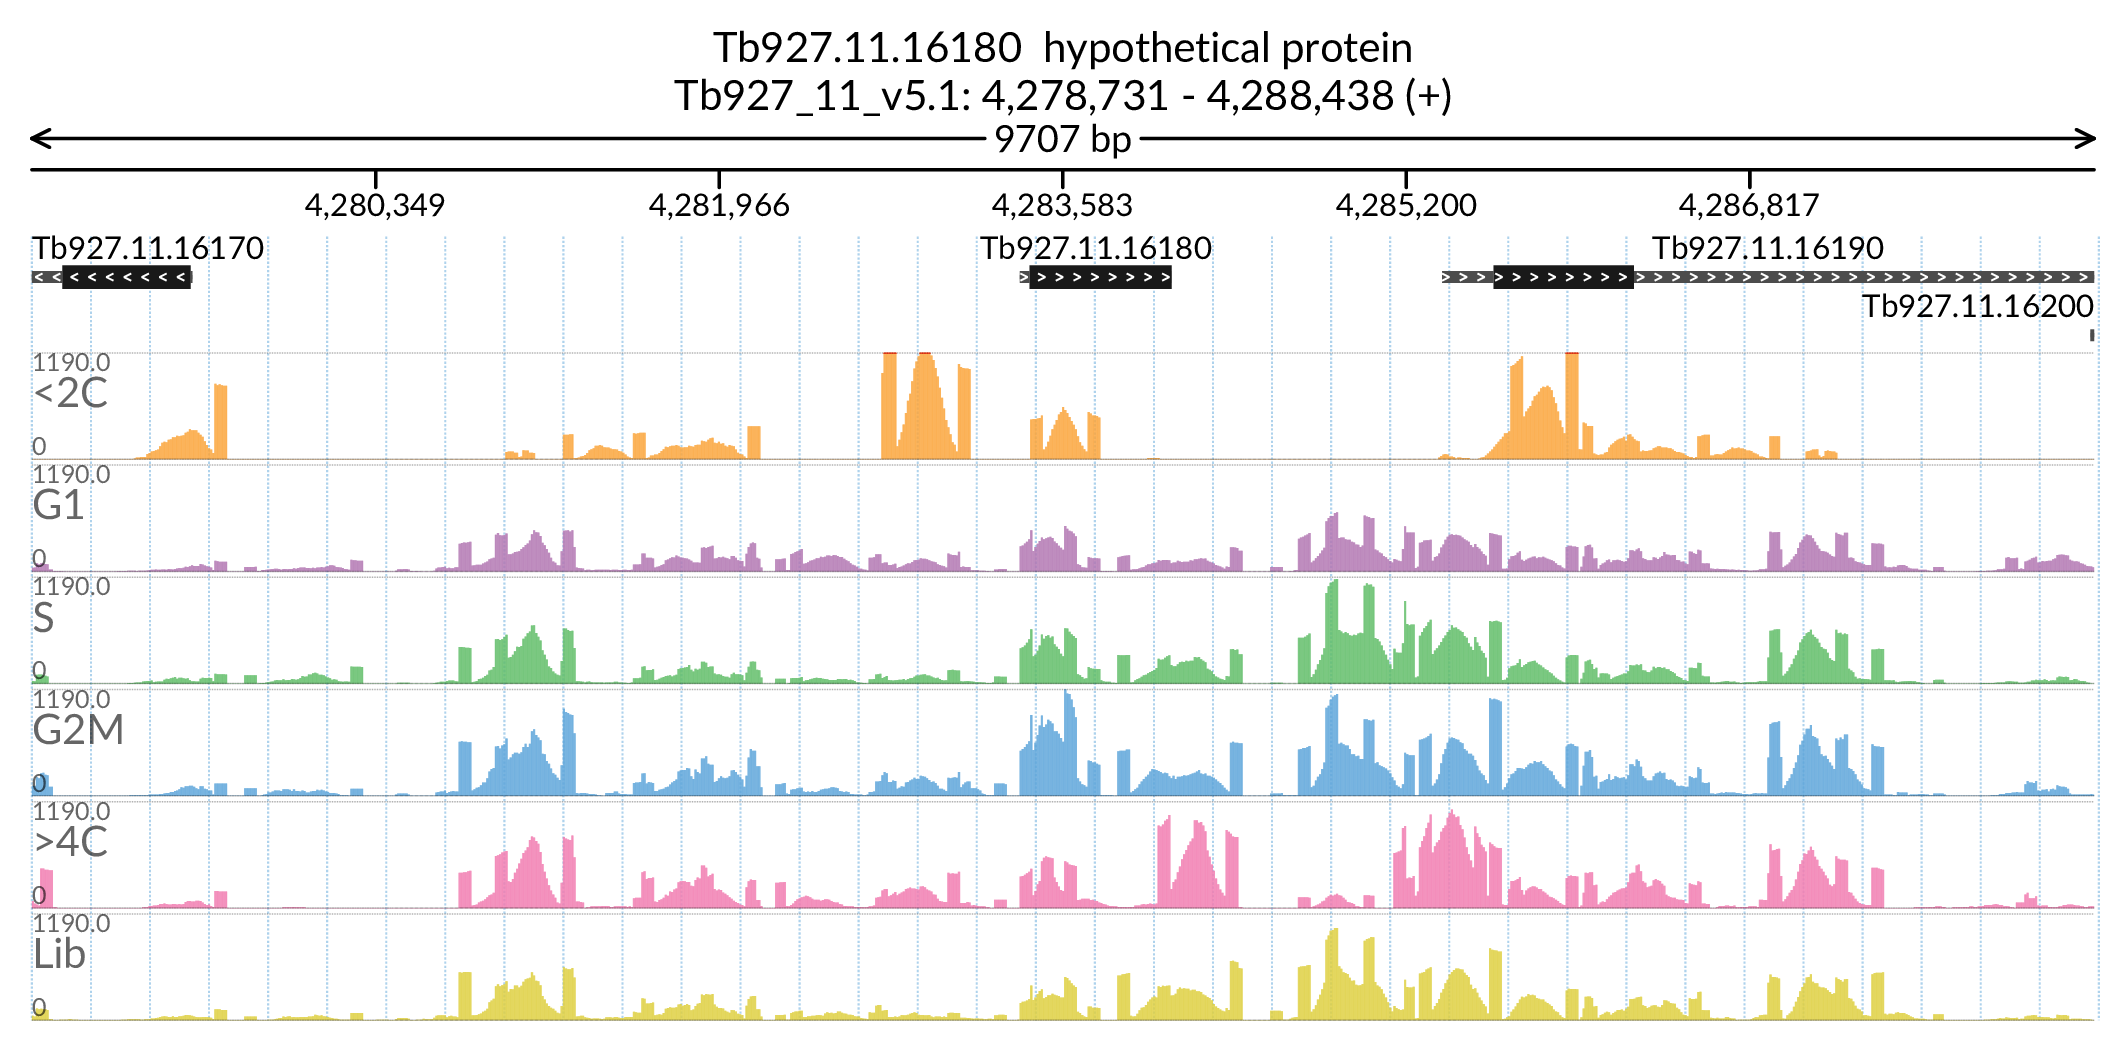 Tb927.11.16180  hypothetical protein
Tb927_11_v5.1: 4,278,731 - 4,288,438 (+)
9707 bp
4,280,349 4,281,966 4,283,583 4,285,200 4,286,817
Tb927.11.16170 Tb927.11.16180 Tb927.11.16190
Tb927.11.16200
1190.0
<2C
0
1190.0
G1
0
1190.0
S
0
1190.0
G2M
0
1190.0
>4C
0
1190.0
Lib
0